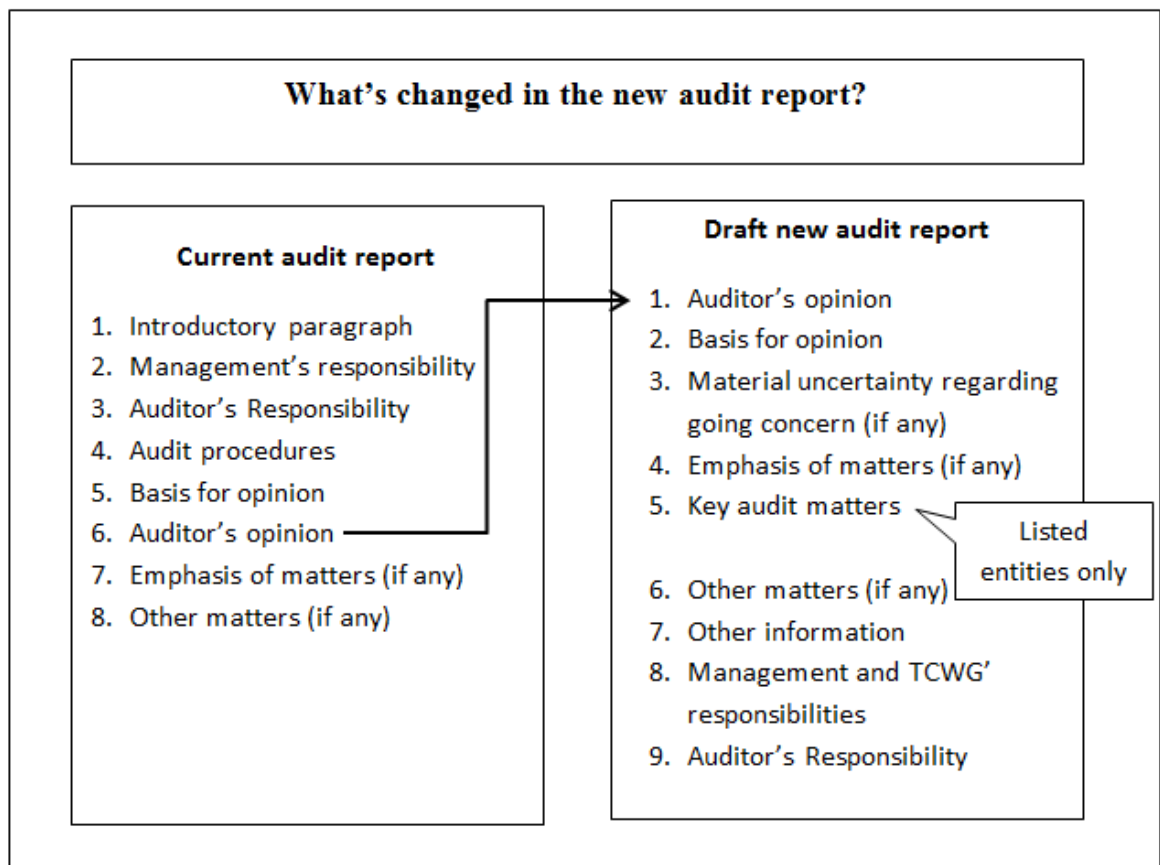 What's changed in the new audit report?
Current audit report
1. Introductory paragraph
2. Management's responsibility
3. Auditor's Responsibility
4. Audit procedures
5. Basis for opinion
6. Auditor's opinion
7. Emphasis of matters (if any)
8. Other matters (if any)
Draft new audit report
1. Auditor's opinion
2. Basis for opinion
3. Material uncertainty regarding
going concern (if any)
4. Emphasis of matters (if any)
5. Key audit matters
Listed
entities only
6. Other matters (if any)
7. Other information
8. Management and TCWG'
responsibilities
9. Auditor's Responsibility